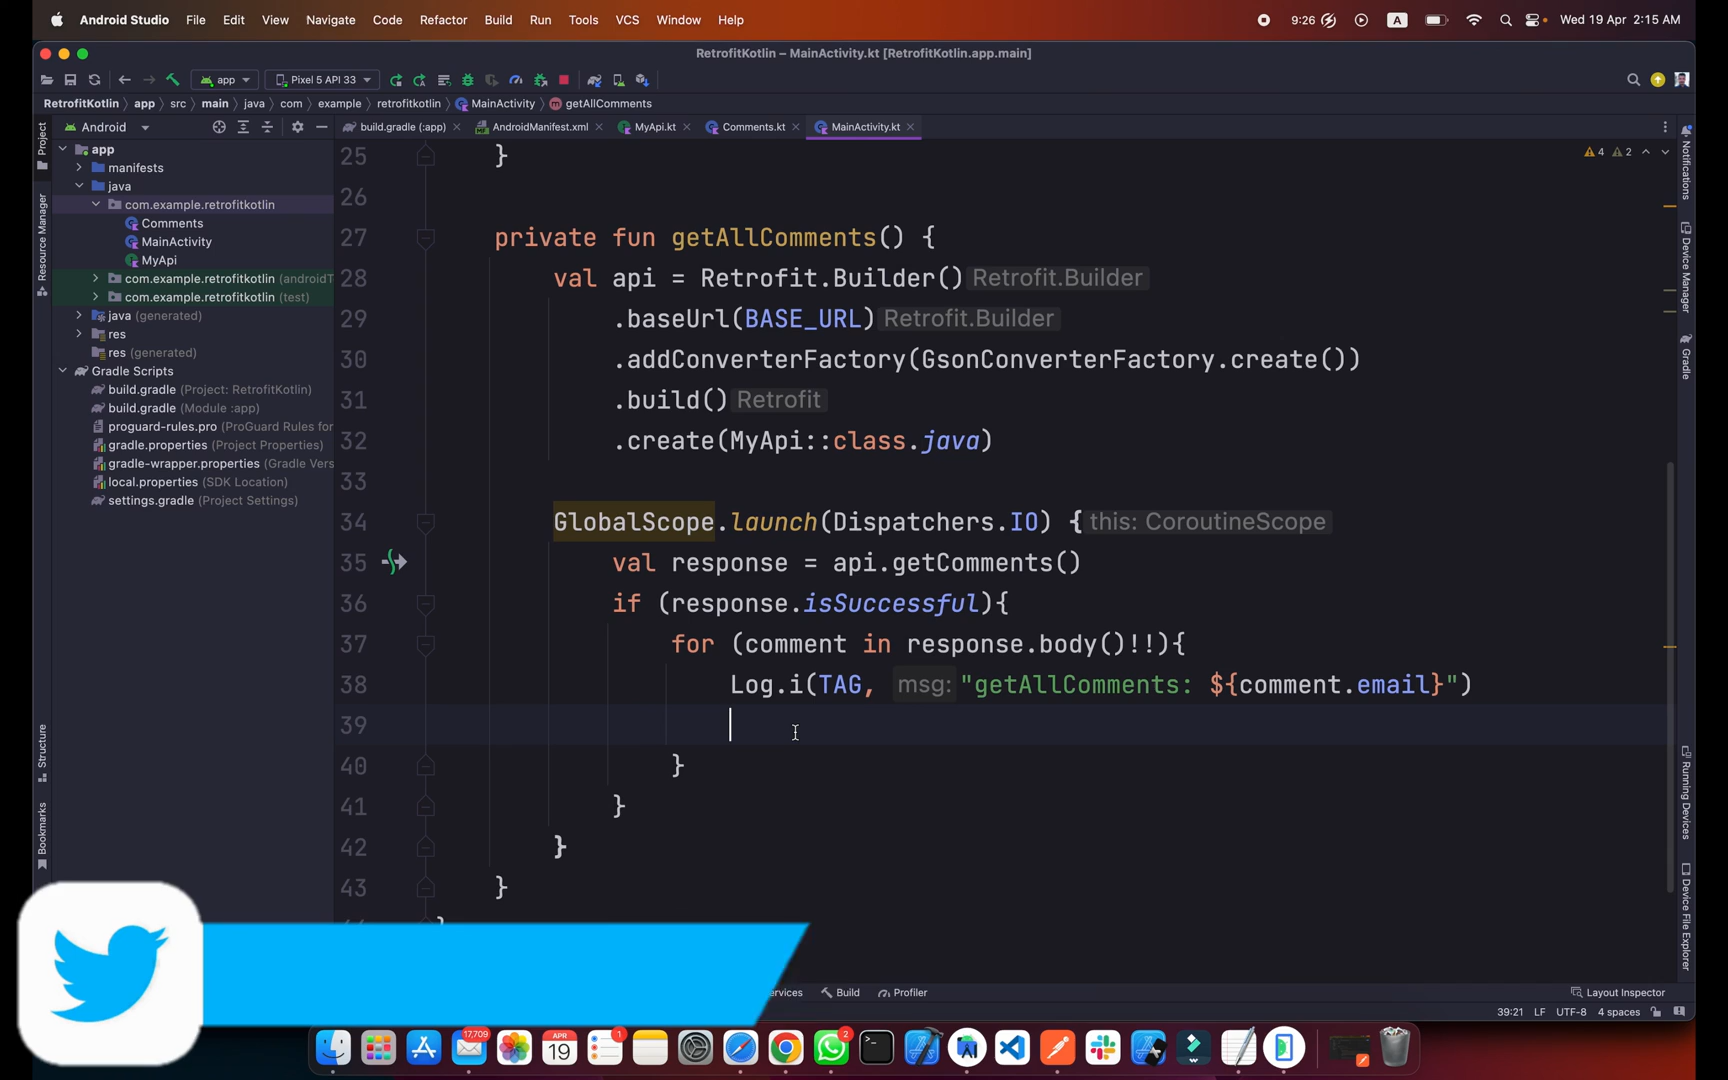 Android Studio File Edit View Navigate Code Refactor Build Run Tools VCS Window Help 9:26 A Wed 19 Apr 2:15 AM
RetrofitKotlin – MainActivity.kt [RetrofitKotlin.app.main]
app Pixel 5 API 33
RetrofitKotlin app src main java com example retrofitkotlin MainActivity getAllComments
Android build.gradle (:app) AndroidManifest.xml MyApi.kt Comments.kt MainActivity.kt
Project
Resource Manager
Structure
Bookmarks
app
manifests
java
com.example.retrofitkotlin
Comments
MainActivity
MyApi
com.example.retrofitkotlin (androidT
com.example.retrofitkotlin (test)
java (generated)
res
res (generated)
Gradle Scripts
build.gradle (Project: RetrofitKotlin)
build.gradle (Module :app)
proguard-rules.pro (ProGuard Rules for
gradle.properties (Project Properties)
gradle-wrapper.properties (Gradle Vers
local.properties (SDK Location)
settings.gradle (Project Settings)
4 2
25 }
26
27 private fun getAllComments() {
28 val api = Retrofit.Builder() Retrofit.Builder
29 .baseUrl(BASE_URL) Retrofit.Builder
30 .addConverterFactory(GsonConverterFactory.create())
31 .build() Retrofit
32 .create(MyApi::class.java)
33
34 GlobalScope.launch(Dispatchers.IO) { this: CoroutineScope
35 val response = api.getComments()
36 if (response.isSuccessful){
37 for (comment in response.body()!!){
38 Log.i(TAG, msg: "getAllComments: ${comment.email}")
39
40 }
41 }
42 }
43 }
Notifications
Device Manager
Gradle
Running Devices
Device File Explorer
ervices Build Profiler Layout Inspector
39:21 LF UTF-8 4 spaces
17,709 APR 19 1 2